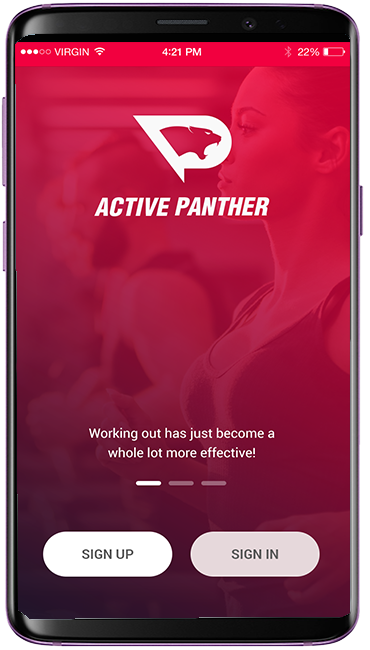 VIRGIN 4:21 PM 22%
ACTIVE PANTHER
Working out has just become a
whole lot more effective!
SIGN UP SIGN IN